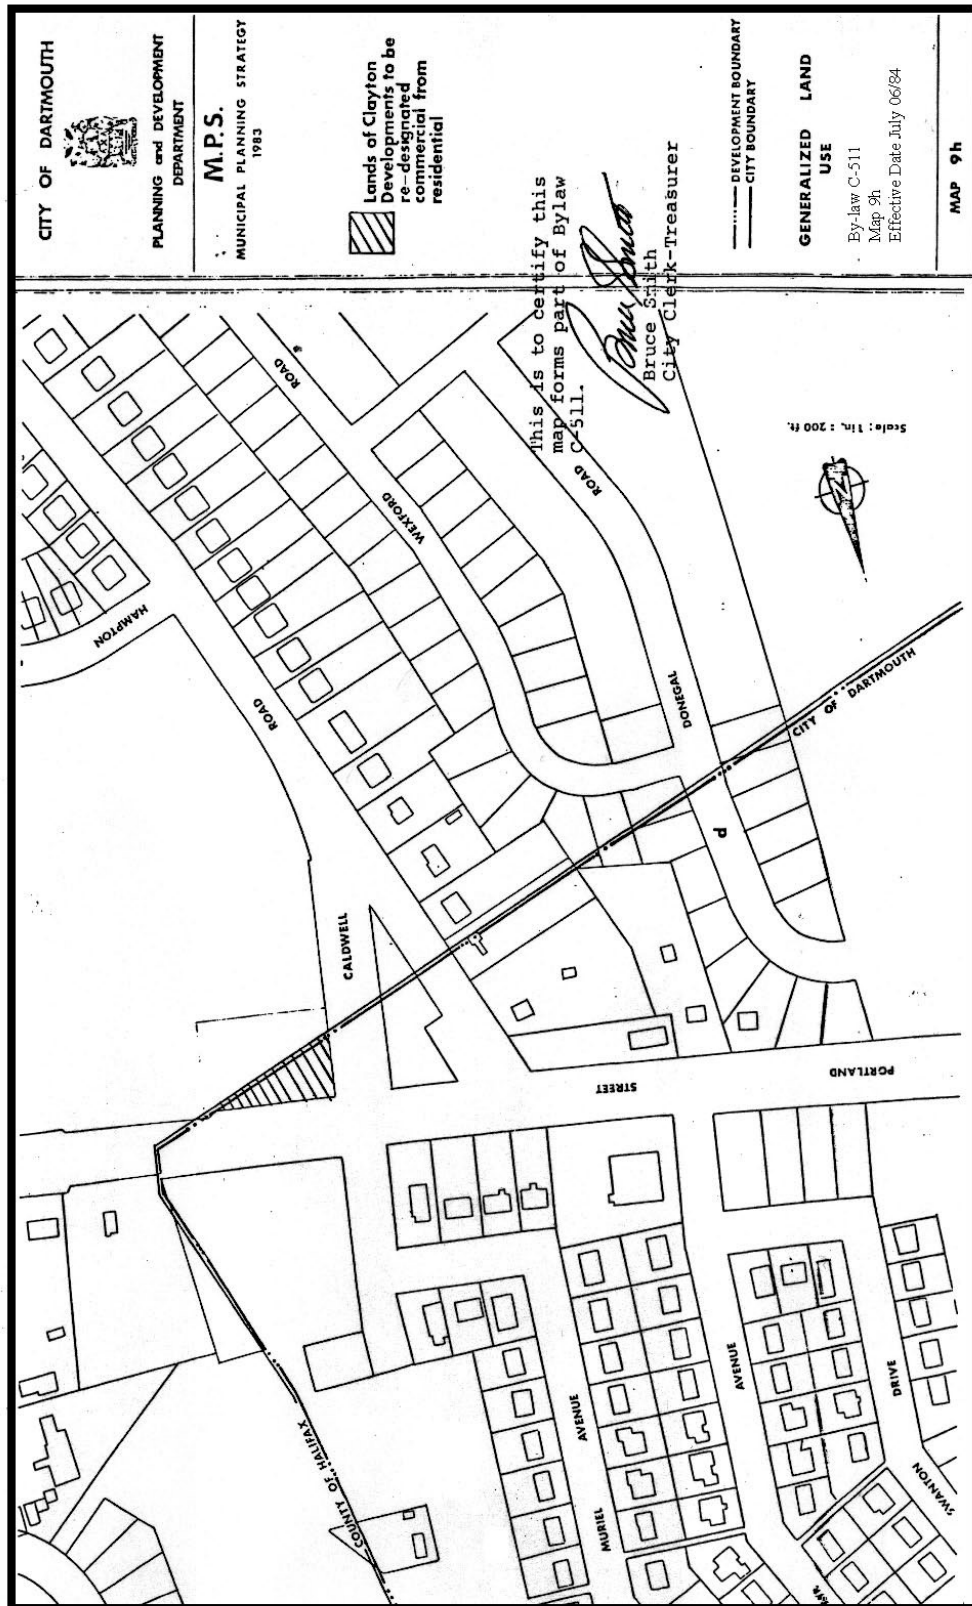 CITY OF DARTMOUTH
PLANNING and DEVELOPMENT
DEPARTMENT
M.P.S.
MUNICIPAL PLANNING STRATEGY
1983
Lands of Clayton
Developments to be
re-designated
commercial from
residential
This is to certify this
map forms part of Bylaw
C-511.
Bruce Smith
City Clerk-Treasurer
DEVELOPMENT BOUNDARY
CITY BOUNDARY
GENERALIZED LAND
USE
By-law C-511
Map 9h
Effective Date July 06/84
MAP 9h
Scale: 1in. : 200 ft.
HAMPTON
ROAD
CALDWELL
ROAD
WEXFORD
ROAD
DONEGAL
CITY OF DARTMOUTH
STREET
PORTLAND
COUNTY OF HALIFAX
AVENUE
MURIEL
AVENUE
DRIVE
SWANTON